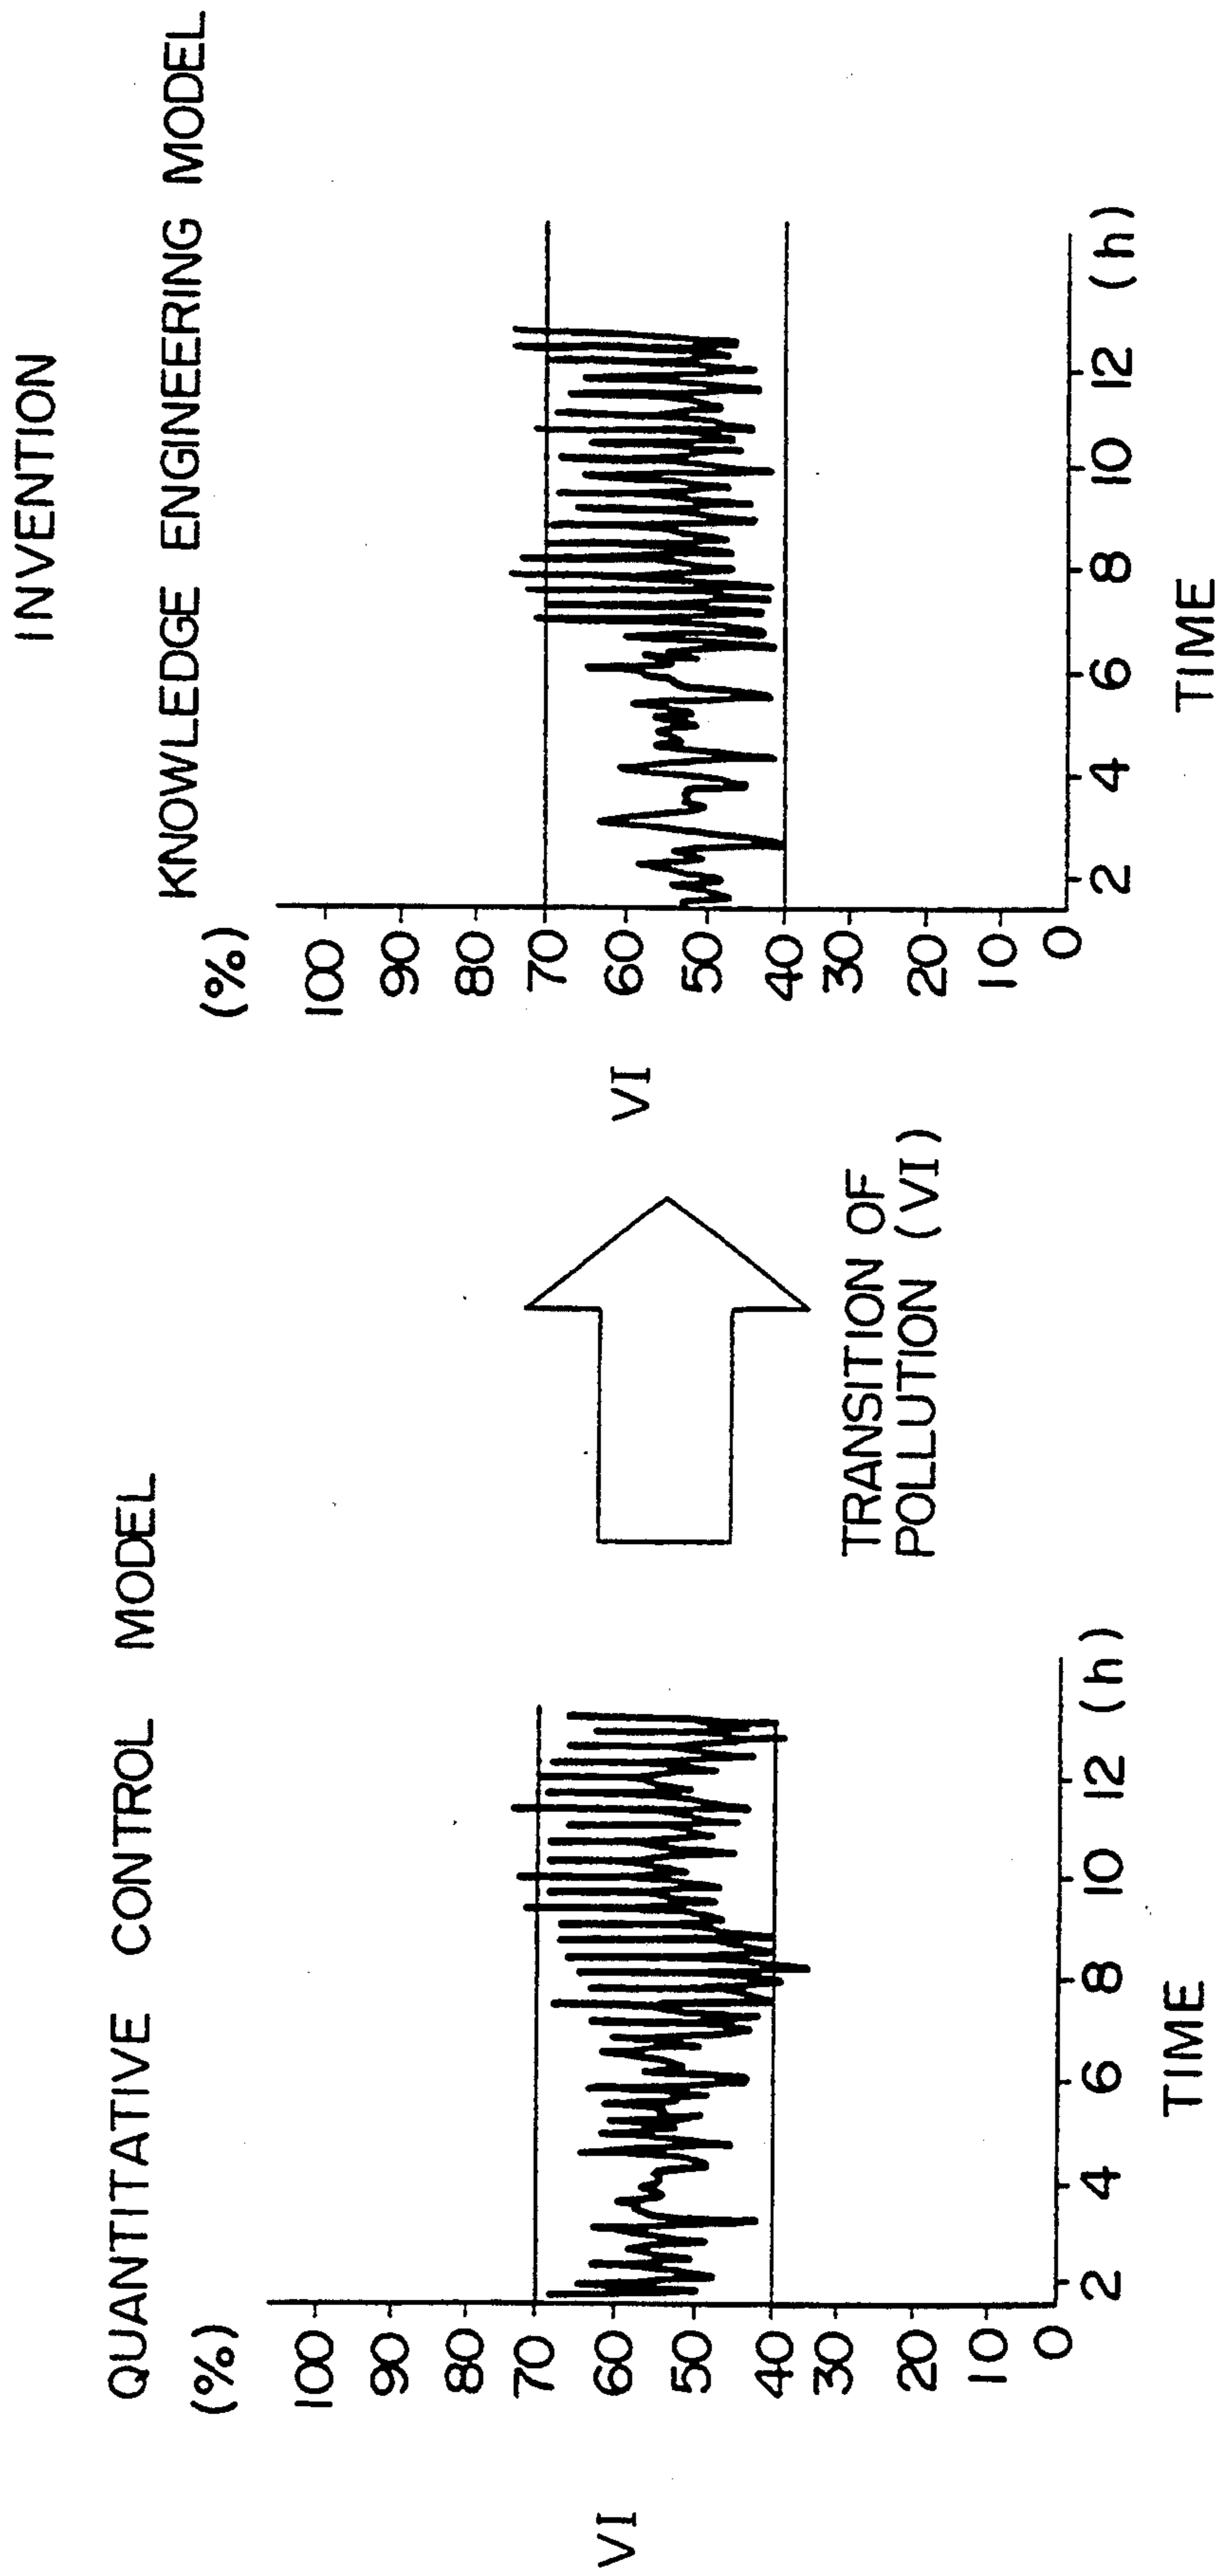 INVENTION
QUANTITATIVE CONTROL MODEL
(%)
100
90
80
70
60
50
40
30
20
10
0
VI
2 4 6 8 10 12 (h)
TIME
TRANSITION OF
POLLUTION (VI)
KNOWLEDGE ENGINEERING MODEL
(%)
100
90
80
70
60
50
40
30
20
10
0
VI
2 4 6 8 10 12 (h)
TIME